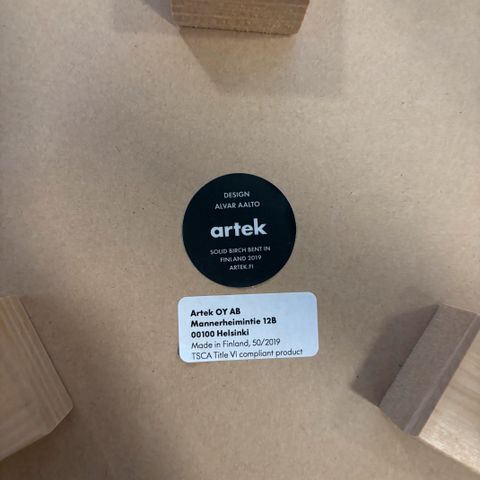 DESIGN
ALVAR AALTO
artek
SOLID BIRCH BENT IN
FINLAND 2019
ARTEK.FI
Artek OY AB
Mannerheimintie 12B
00100 Helsinki
Made in Finland, 50/2019
TSCA Title VI compliant product